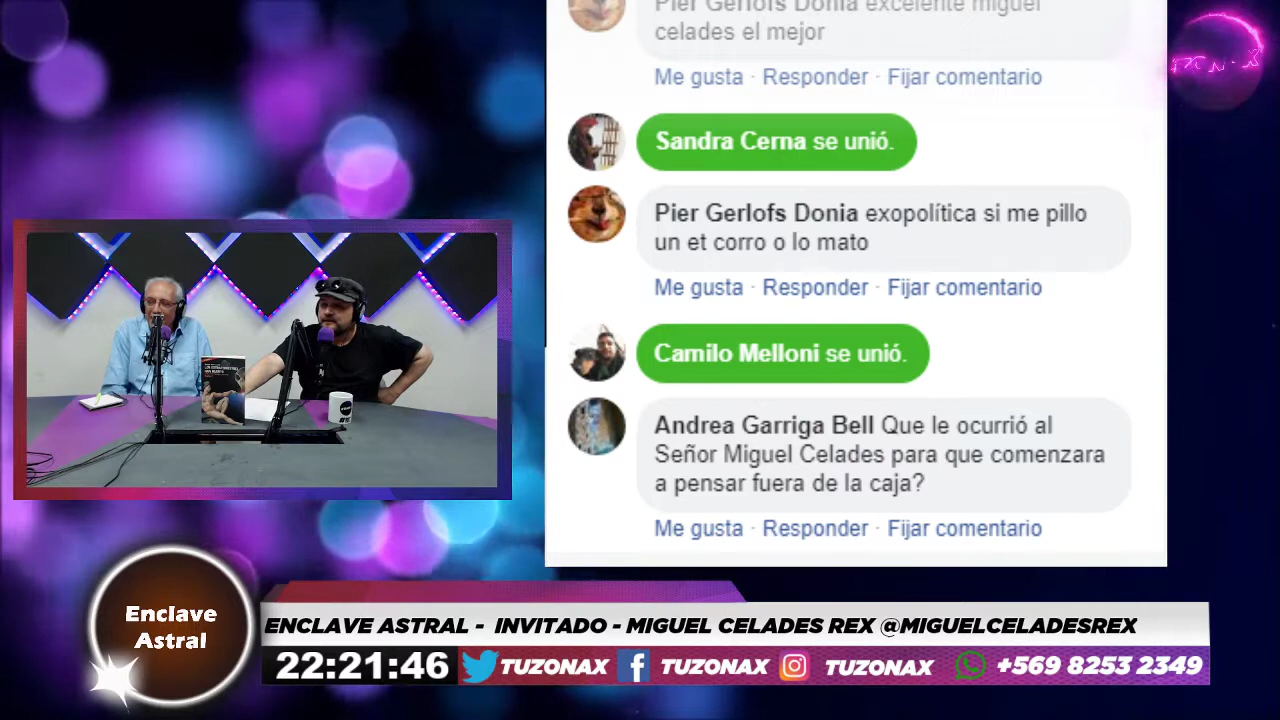 Pier Gerlofs Donia excelente miguel
celades el mejor
Me gusta · Responder · Fijar comentario
Sandra Cerna se unió.
Pier Gerlofs Donia exopolítica si me pillo
un et corro o lo mato
Me gusta · Responder · Fijar comentario
Camilo Melloni se unió.
Andrea Garriga Bell Que le ocurrió al
Señor Miguel Celades para que comenzara
a pensar fuera de la caja?
Me gusta · Responder · Fijar comentario
Enclave
Astral
ENCLAVE ASTRAL - INVITADO - MIGUEL CELADES REX @MIGUELCELADESREX
22:21:46 TUZONAX TUZONAX TUZONAX +569 8253 2349